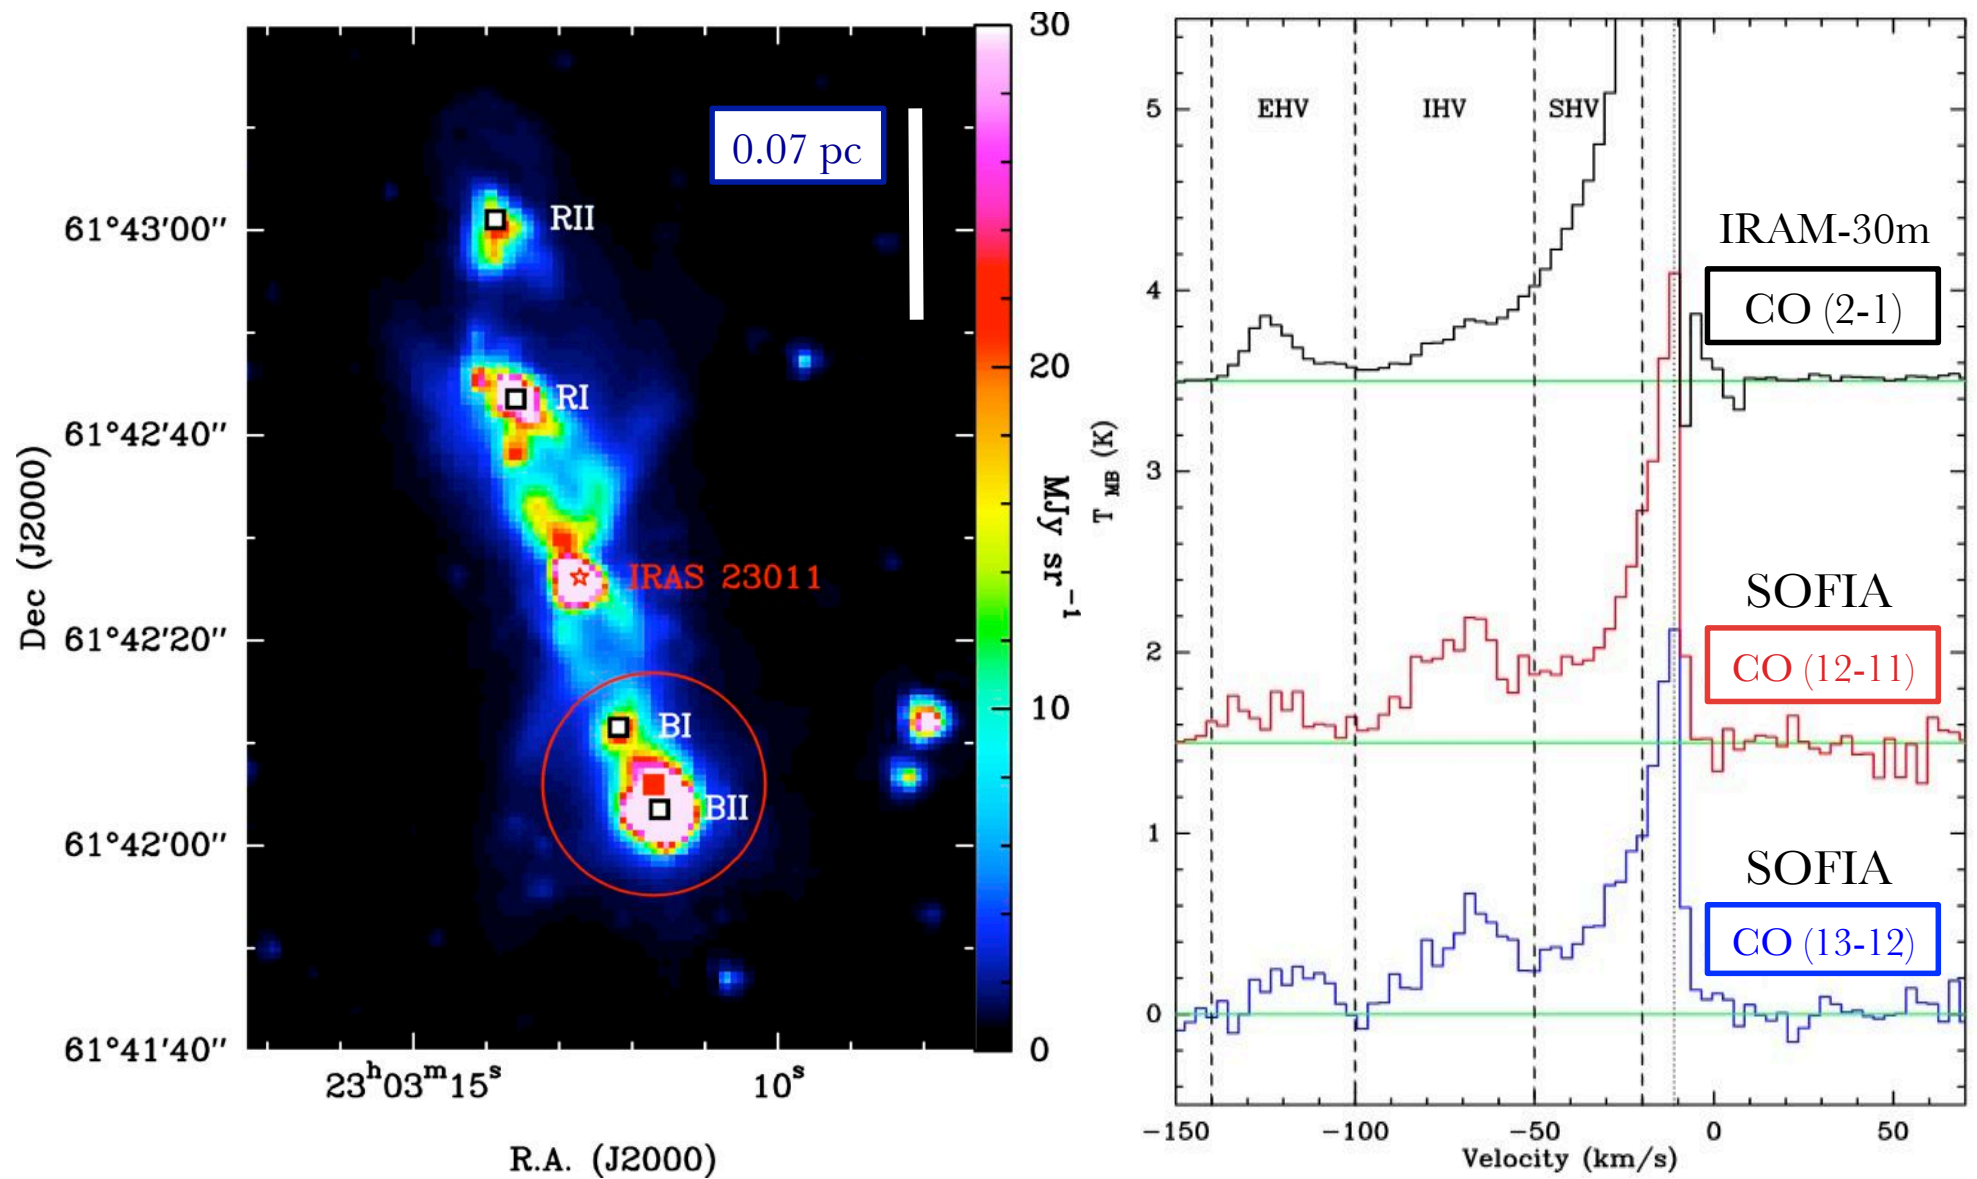 0.07 pc
RII
RI
IRAS 23011
BI
BII
61°43′00″
61°42′40″
61°42′20″
61°42′00″
61°41′40″
Dec (J2000)
23h03m15s
10s
R.A. (J2000)
30
20
10
0
MJy sr−1
EHV
IHV
SHV
5
4
3
2
1
0
T MB (K)
IRAM-30m
CO (2-1)
SOFIA
CO (12-11)
SOFIA
CO (13-12)
−150
−100
−50
0
50
Velocity (km/s)